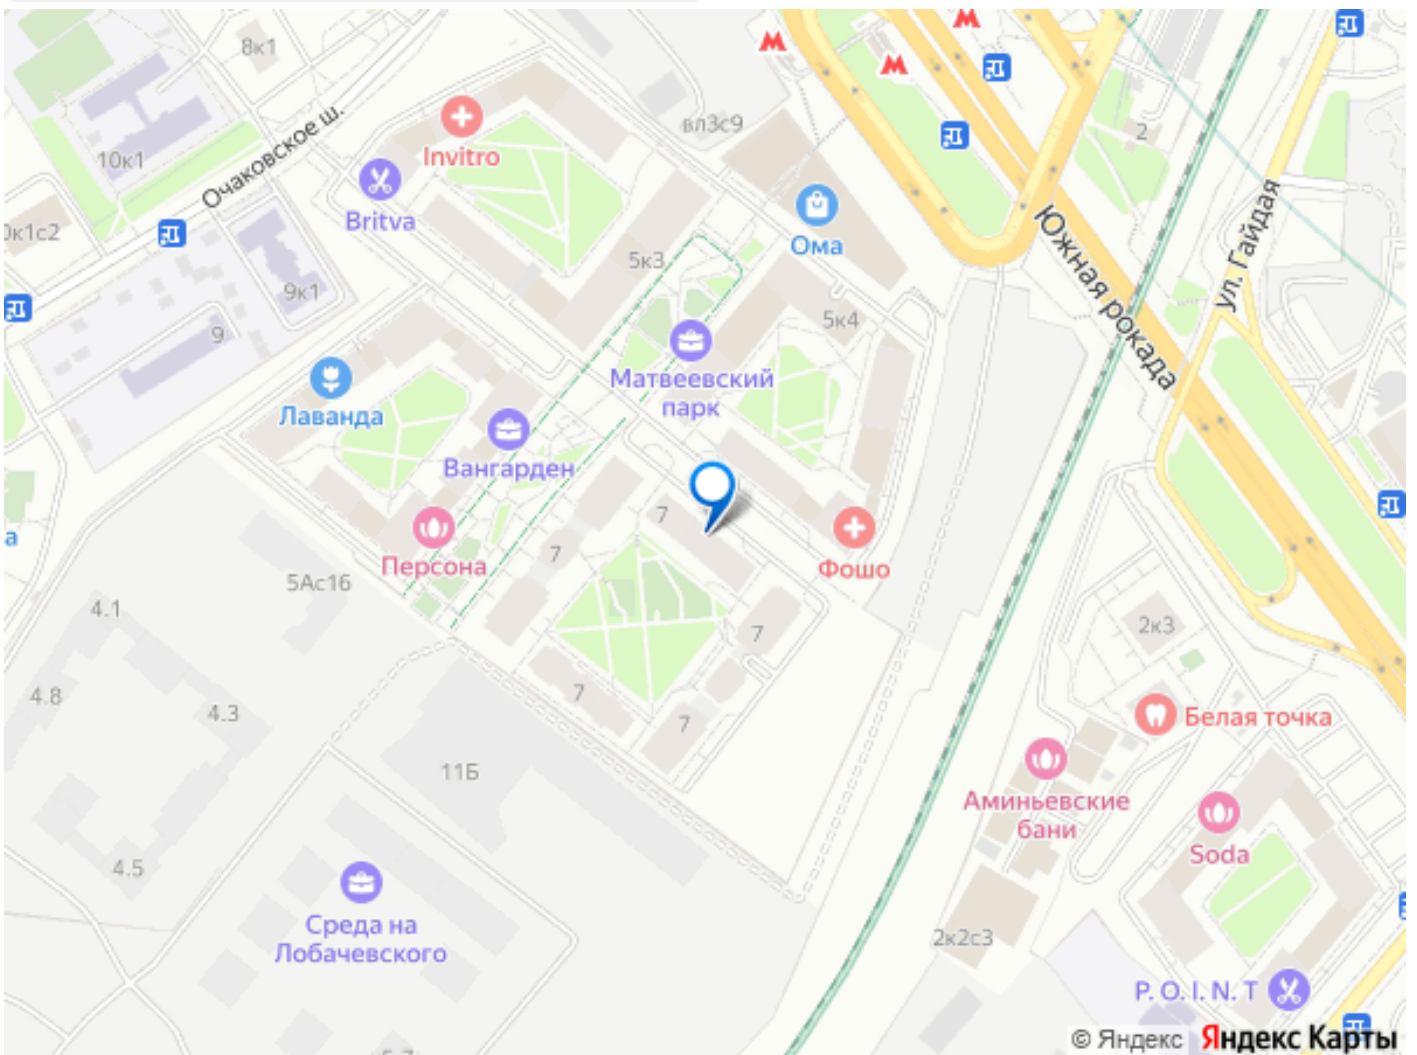 8к1
вл3с9
2
10к1
Очаковское ш.
Invitro
Britva
Ома
Южная рокада
ул. Гайдая
5к3
9к1
9
5к4
Матвеевский
парк
Лаванда
Вангарден
7
Персона
7
Фошо
5Ас16
4.1
7
2к3
4.8
4.3
7
7
Белая точка
11Б
Аминьевские
бани
Soda
4.5
Среда на
Лобачевского
2к2с3
P. O. I. N. T
© Яндекс Яндекс Карты